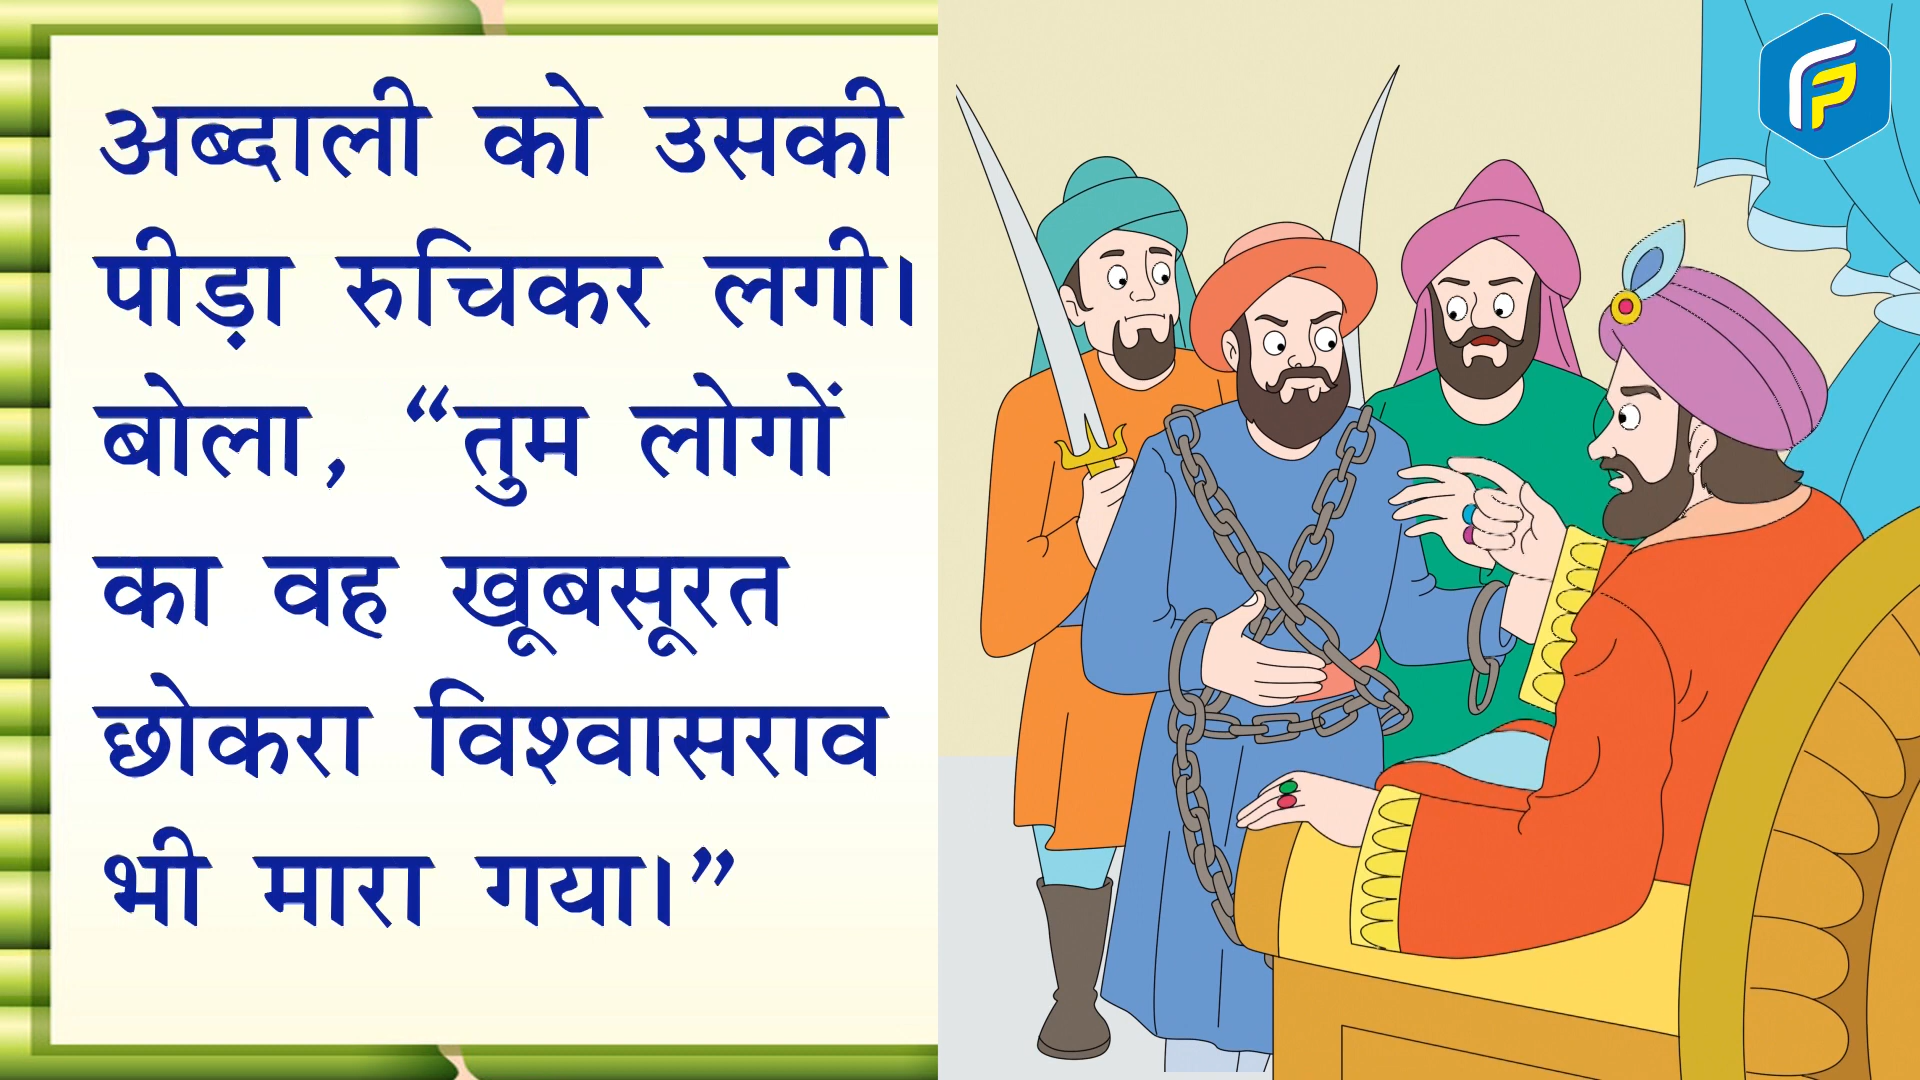 अब्दाली को उसकी
पीड़ा रुचिकर लगी।
बोला, “तुम लोगों
का वह खूबसूरत
छोकरा विश्वासराव
भी मारा गया।”